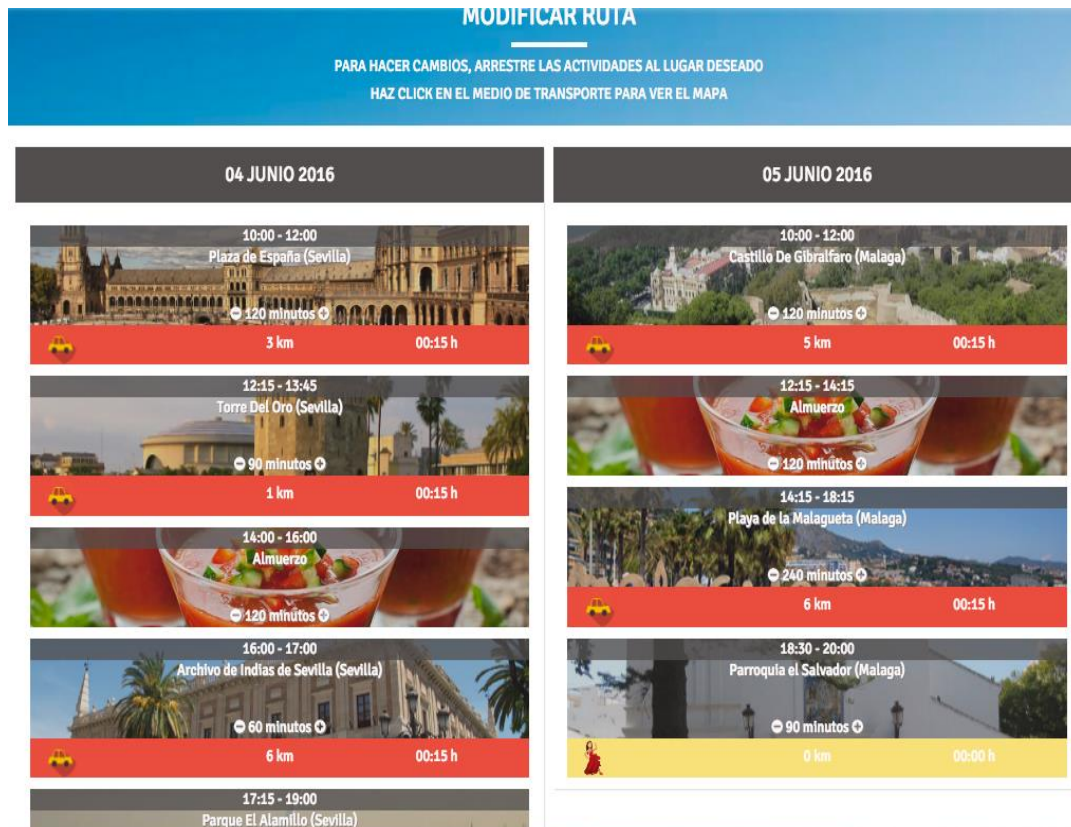 MODIFICAR RUTA
PARA HACER CAMBIOS, ARRESTRE LAS ACTIVIDADES AL LUGAR DESEADO
HAZ CLICK EN EL MEDIO DE TRANSPORTE PARA VER EL MAPA
04 JUNIO 2016
10:00 - 12:00
Plaza de España (Sevilla)
120 minutos
3 km 00:15 h
12:15 - 13:45
Torre Del Oro (Sevilla)
90 minutos
1 km 00:15 h
14:00 - 16:00
Almuerzo
120 minutos
16:00 - 17:00
Archivo de Indias de Sevilla (Sevilla)
60 minutos
6 km 00:15 h
17:15 - 19:00
Parque El Alamillo (Sevilla)
05 JUNIO 2016
10:00 - 12:00
Castillo De Gibralfaro (Malaga)
120 minutos
5 km 00:15 h
12:15 - 14:15
Almuerzo
120 minutos
14:15 - 18:15
Playa de la Malagueta (Malaga)
240 minutos
6 km 00:15 h
18:30 - 20:00
Parroquia el Salvador (Malaga)
90 minutos
0 km 00:00 h